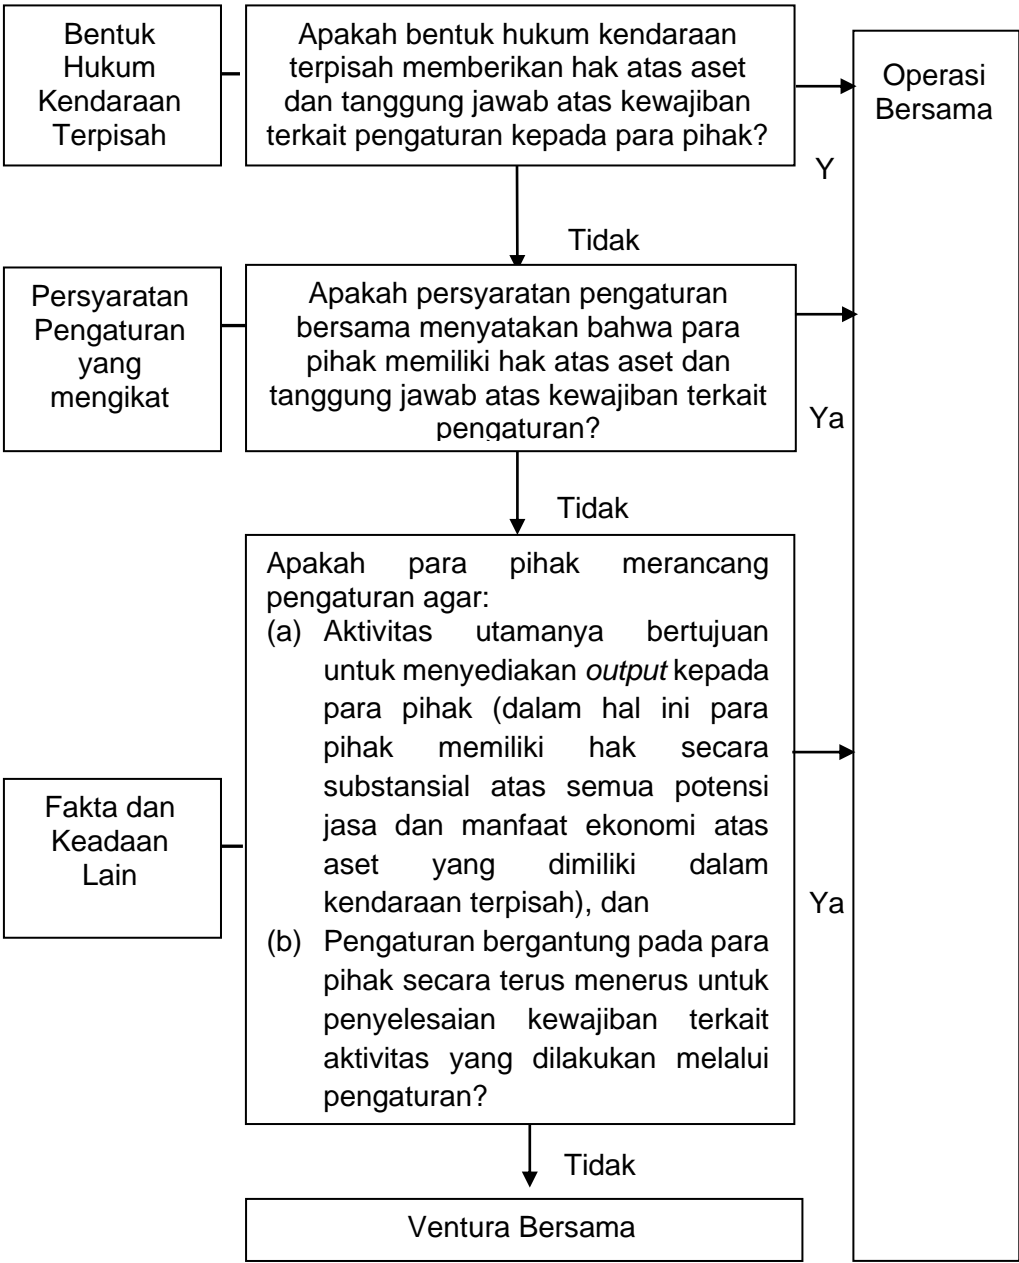 Bentuk
Hukum
Kendaraan
Terpisah
Apakah bentuk hukum kendaraan
terpisah memberikan hak atas aset
dan tanggung jawab atas kewajiban
terkait pengaturan kepada para pihak?
Operasi
Bersama
Y
Tidak
Persyaratan
Pengaturan
yang
mengikat
Apakah persyaratan pengaturan
bersama menyatakan bahwa para
pihak memiliki hak atas aset dan
tanggung jawab atas kewajiban terkait
pengaturan?
Ya
Tidak
Fakta dan
Keadaan
Lain
Apakah para pihak merancang
pengaturan agar:
(a) Aktivitas utamanya bertujuan
untuk menyediakan output kepada
para pihak (dalam hal ini para
pihak memiliki hak secara
substansial atas semua potensi
jasa dan manfaat ekonomi atas
aset yang dimiliki dalam
kendaraan terpisah), dan
(b) Pengaturan bergantung pada para
pihak secara terus menerus untuk
penyelesaian kewajiban terkait
aktivitas yang dilakukan melalui
pengaturan?
Ya
Tidak
Ventura Bersama